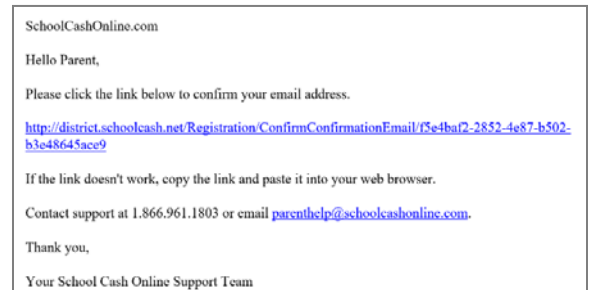 SchoolCashOnline.com
Hello Parent,
Please click the link below to confirm your email address.
http://district.schoolcash.net/Registration/ConfirmConfirmationEmail/f5e4baf2-2852-4e87-b502-
b3e48645ace9
If the link doesn't work, copy the link and paste it into your web browser.
Contact support at 1.866.961.1803 or email parenthelp@schoolcashonline.com.
Thank you,
Your School Cash Online Support Team